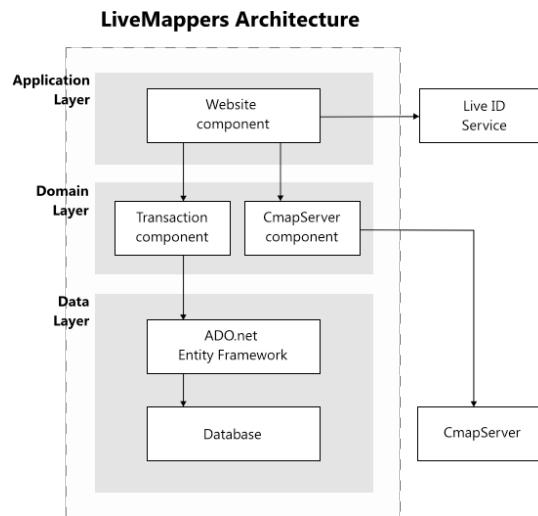 LiveMappers Architecture
Application
Layer
Website
component
Live ID
Service
Domain
Layer
Transaction
component
CmapServer
component
Data
Layer
ADO.net
Entity Framework
Database
CmapServer